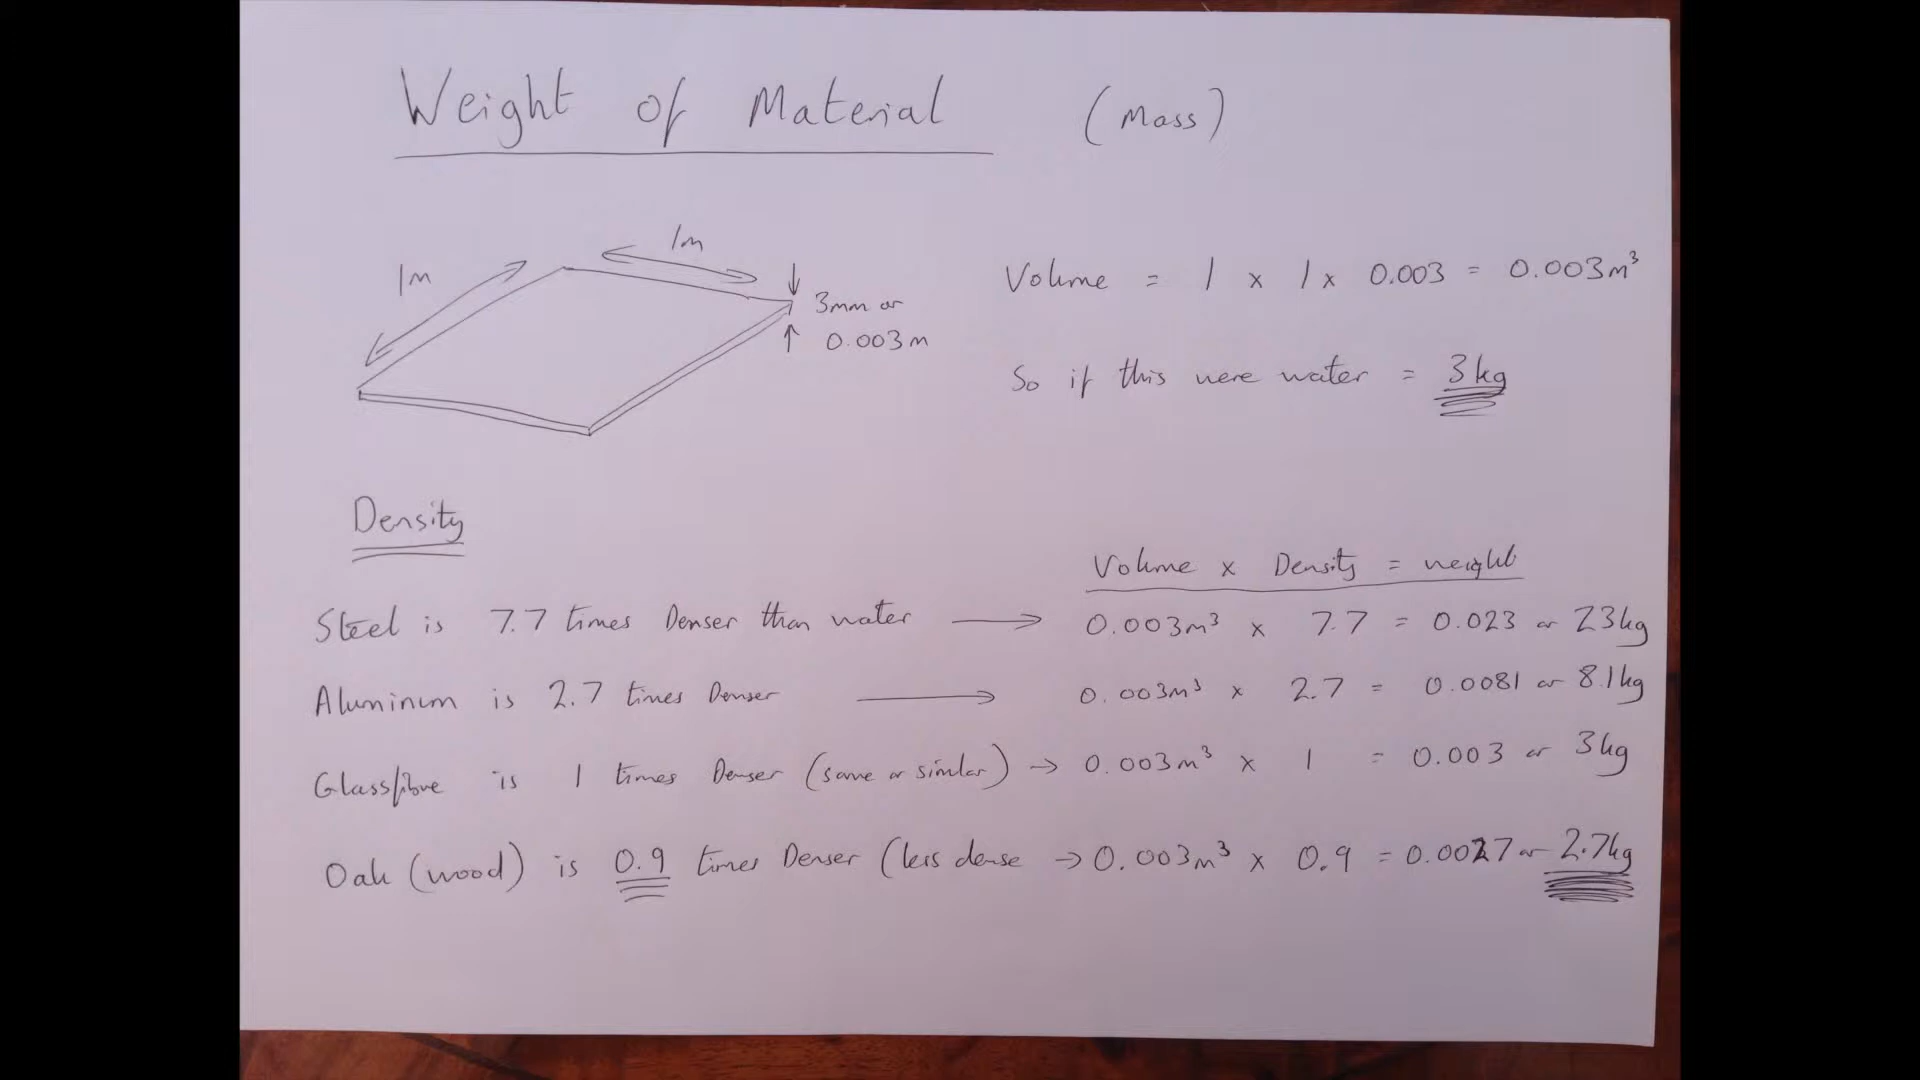 Weight of Material (Mass)
1m
1m
3mm or
0.003m
Volume = 1 x 1 x 0.003 = 0.003m³
So if this were water = 3kg
Density
Volume x Density = weight
Steel is 7.7 times Denser than water → 0.003m³ x 7.7 = 0.023 or 23kg
Aluminum is 2.7 times Denser → 0.003m³ x 2.7 = 0.0081 or 8.1kg
Glassfibre is 1 times Denser (same or similar) → 0.003m³ x 1 = 0.003 or 3kg
Oak (wood) is 0.9 times Denser (less dense → 0.003m³ x 0.9 = 0.0027 or 2.7kg